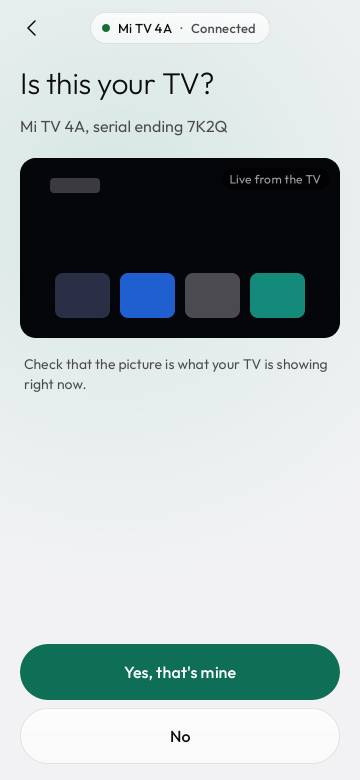 Mi TV 4A · Connected
Is this your TV?
Mi TV 4A, serial ending 7K2Q
Live from the TV
Check that the picture is what your TV is showing
right now.
Yes, that's mine
No